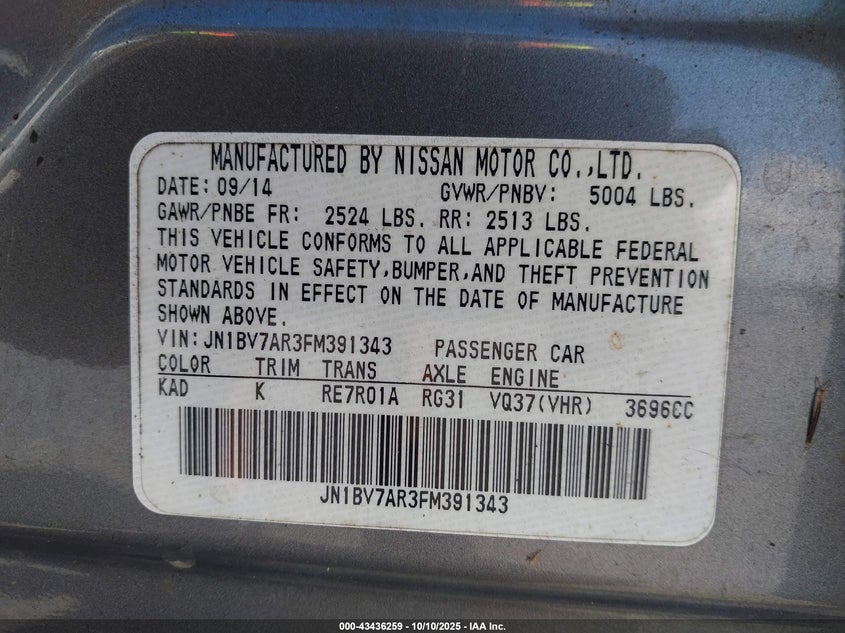 MANUFACTURED BY NISSAN MOTOR CO.,LTD.
DATE: 09/14 GVWR/PNBV: 5004 LBS.
GAWR/PNBE FR: 2524 LBS. RR: 2513 LBS.
THIS VEHICLE CONFORMS TO ALL APPLICABLE FEDERAL
MOTOR VEHICLE SAFETY,BUMPER,AND THEFT PREVENTION
STANDARDS IN EFFECT ON THE DATE OF MANUFACTURE
SHOWN ABOVE.
VIN:JN1BV7AR3FM391343 PASSENGER CAR
COLOR TRIM TRANS AXLE ENGINE
KAD K RE7R01A RG31 VQ37(VHR) 3696CC
JN1BV7AR3FM391343
000-43436259 - 10/10/2025 - IAA Inc.